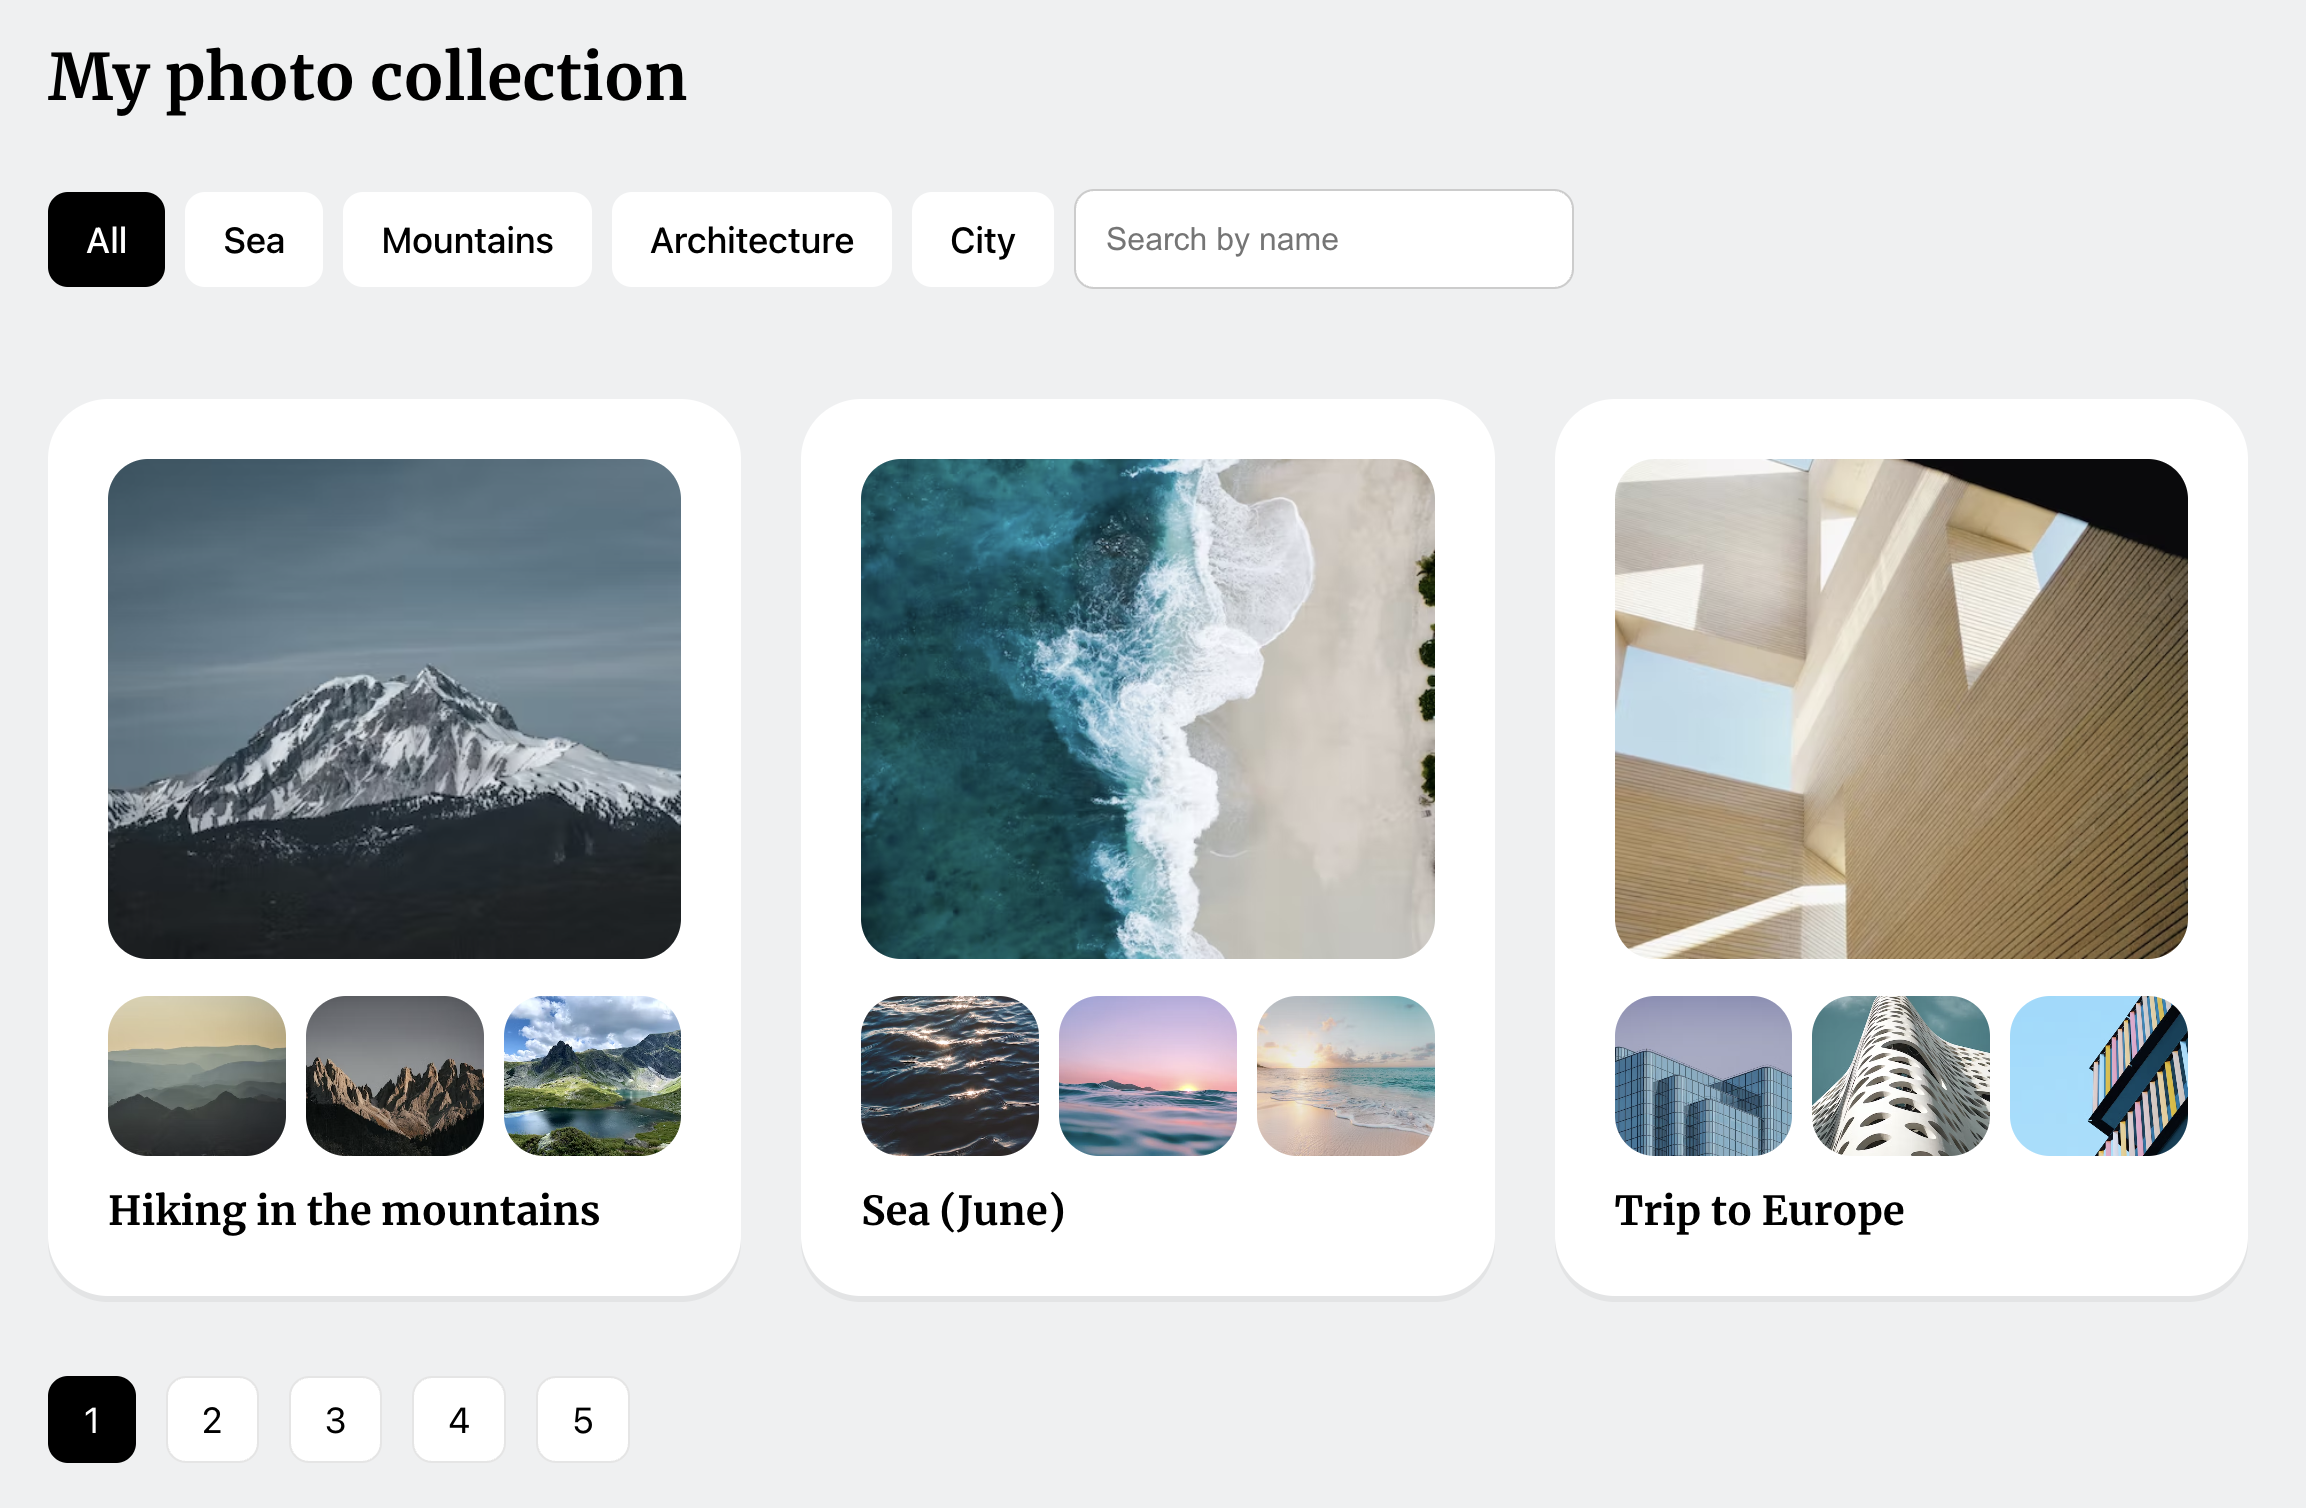 My photo collection
All Sea Mountains Architecture City Search by name
Hiking in the mountains Sea (June) Trip to Europe
1 2 3 4 5